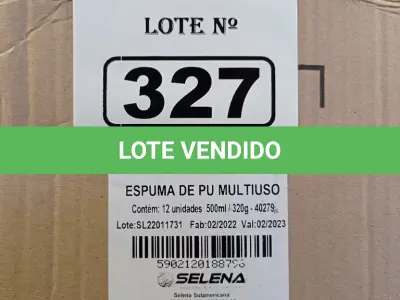 LOTE Nº
327
LOTE VENDIDO
ESPUMA DE PU MULTIUSO
Contém: 12 unidades 500ml / 320g - 40279
Lote:SL22011731 Fab:02/2022 Val:02/2023
5902120188793
SELENA
Selena Sulamericana